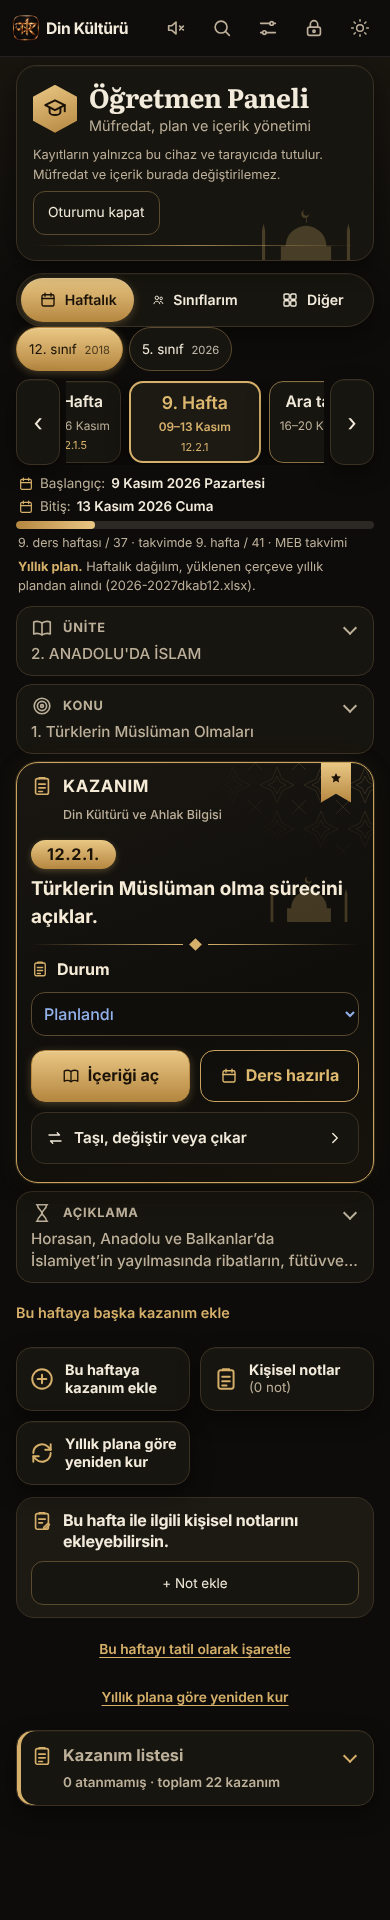 Din Kültürü
Öğretmen Paneli
Müfredat, plan ve içerik yönetimi
Kayıtların yalnızca bu cihaz ve tarayıcıda tutulur.
Müfredat ve içerik burada değiştirilemez.
Oturumu kapat
Haftalık Sınıflarım Diğer
12. sınıf 2018 5. sınıf 2026
‹ Hafta 9. Hafta Ara ›
6 Kasım 09–13 Kasım 16–20 K
2.1.5 12.2.1
Başlangıç: 9 Kasım 2026 Pazartesi
Bitiş: 13 Kasım 2026 Cuma
9. ders haftası / 37 · takvimde 9. hafta / 41 · MEB takvimi
Yıllık plan. Haftalık dağılım, yüklenen çerçeve yıllık
plandan alındı (2026-2027dkab12.xlsx).
ÜNİTE
2. ANADOLU'DA İSLAM
KONU
1. Türklerin Müslüman Olmaları
KAZANIM
Din Kültürü ve Ahlak Bilgisi
12.2.1.
Türklerin Müslüman olma sürecini
açıklar.
Durum
Planlandı
İçeriği aç Ders hazırla
Taşı, değiştir veya çıkar
AÇIKLAMA
Horasan, Anadolu ve Balkanlar’da
İslamiyet’in yayılmasında ribatların, fütüvve…
Bu haftaya başka kazanım ekle
Bu haftaya
kazanım ekle
Kişisel notlar
(0 not)
Yıllık plana göre
yeniden kur
Bu hafta ile ilgili kişisel notlarını
ekleyebilirsin.
+ Not ekle
Bu haftayı tatil olarak işaretle
Yıllık plana göre yeniden kur
Kazanım listesi
0 atanmamış · toplam 22 kazanım